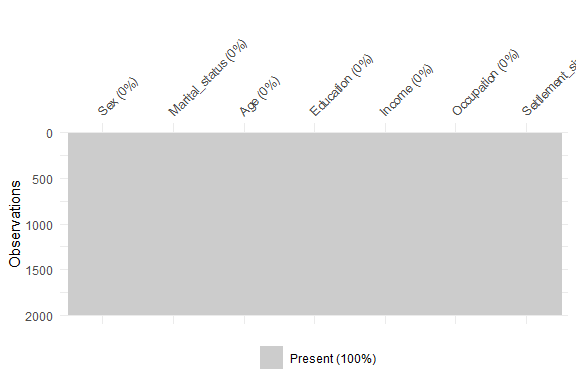 Sex (0%)
Marital_status (0%)
Age (0%)
Education (0%)
Income (0%)
Occupation (0%)
0
500
1000
1500
2000
Observations
Present (100%)